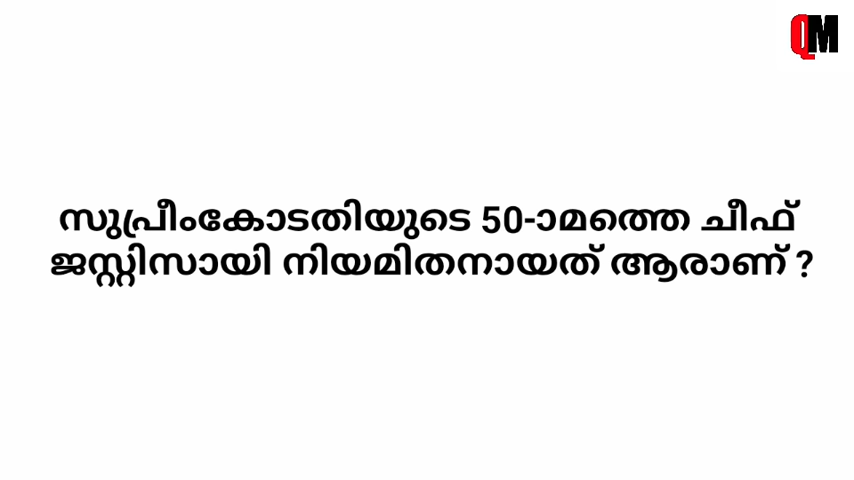 QM
സുപ്രീംകോടതിയുടെ 50-ാമത്തെ ചീഫ്
ജസ്റ്റിസായി നിയമിതനായത് ആരാണ് ?